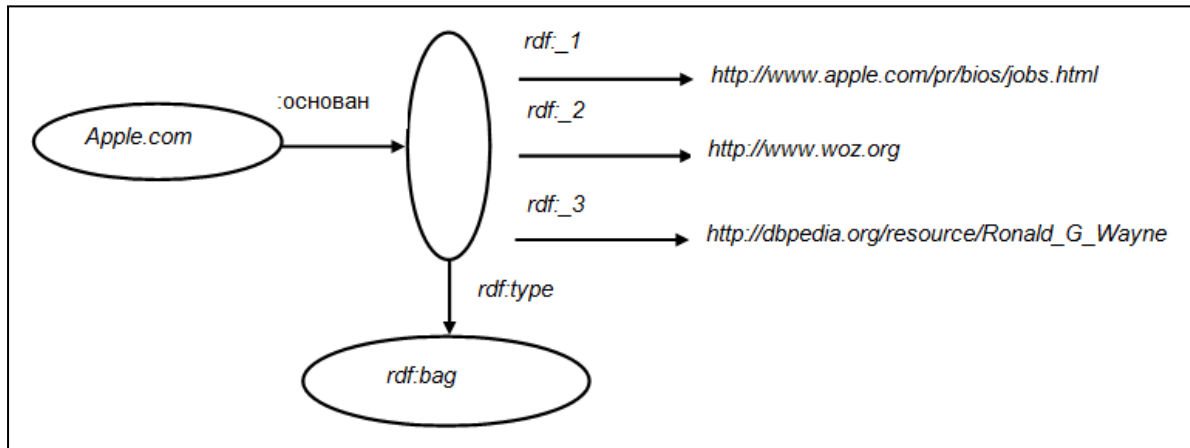 rdf:_1
http://www.apple.com/pr/bios/jobs.html
:основан
Apple.com
rdf:_2
http://www.woz.org
rdf:_3
http://dbpedia.org/resource/Ronald_G_Wayne
rdf:type
rdf:bag